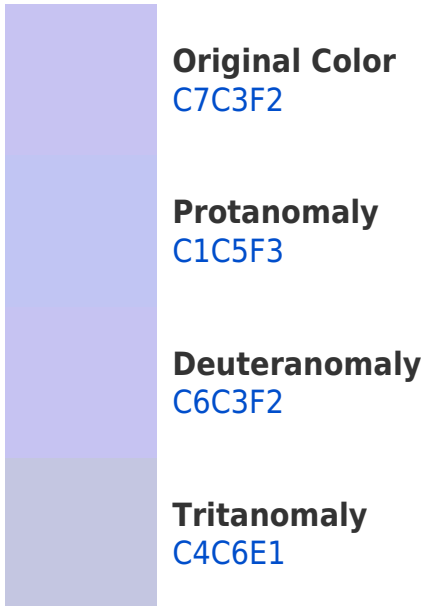 Original Color
C7C3F2
Protanomaly
C1C5F3
Deuteranomaly
C6C3F2
Tritanomaly
C4C6E1